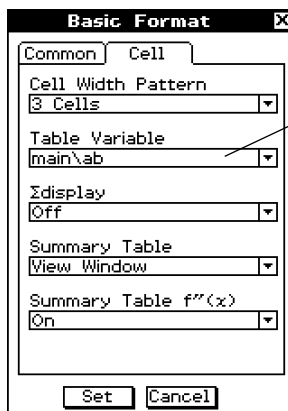 Basic Format
Common Cell
Cell Width Pattern
3 Cells
Table Variable
main\ab
Σdisplay
Off
Summary Table
View Window
Summary Table f″(x)
On
Set Cancel